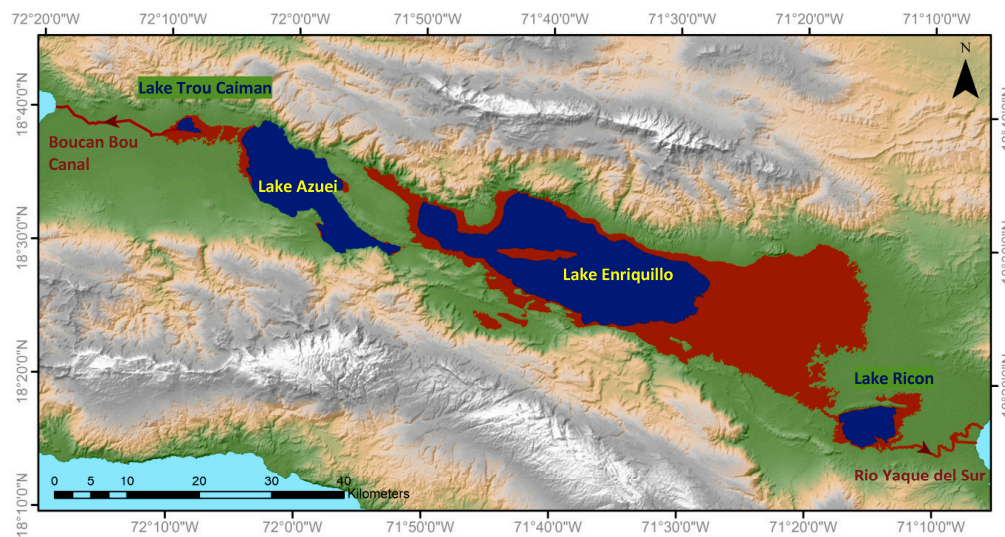 72°20'0"W 72°10'0"W 72°00'0"W 71°50'0"W 71°40'0"W 71°30'0"W 71°20'0"W 71°10'0"W
N
18°40'0"N
Lake Trou Caiman
Boucan Bou
Canal
Lake Azuei
18°30'0"N
Lake Enriquillo
18°20'0"N
Lake Ricon
Rio Yaque del Sur
0 5 10 20 30 40
Kilometers
18°10'0"N
72°10'0"W 72°00'0"W 71°50'0"W 71°40'0"W 71°30'0"W 71°20'0"W 71°10'0"W